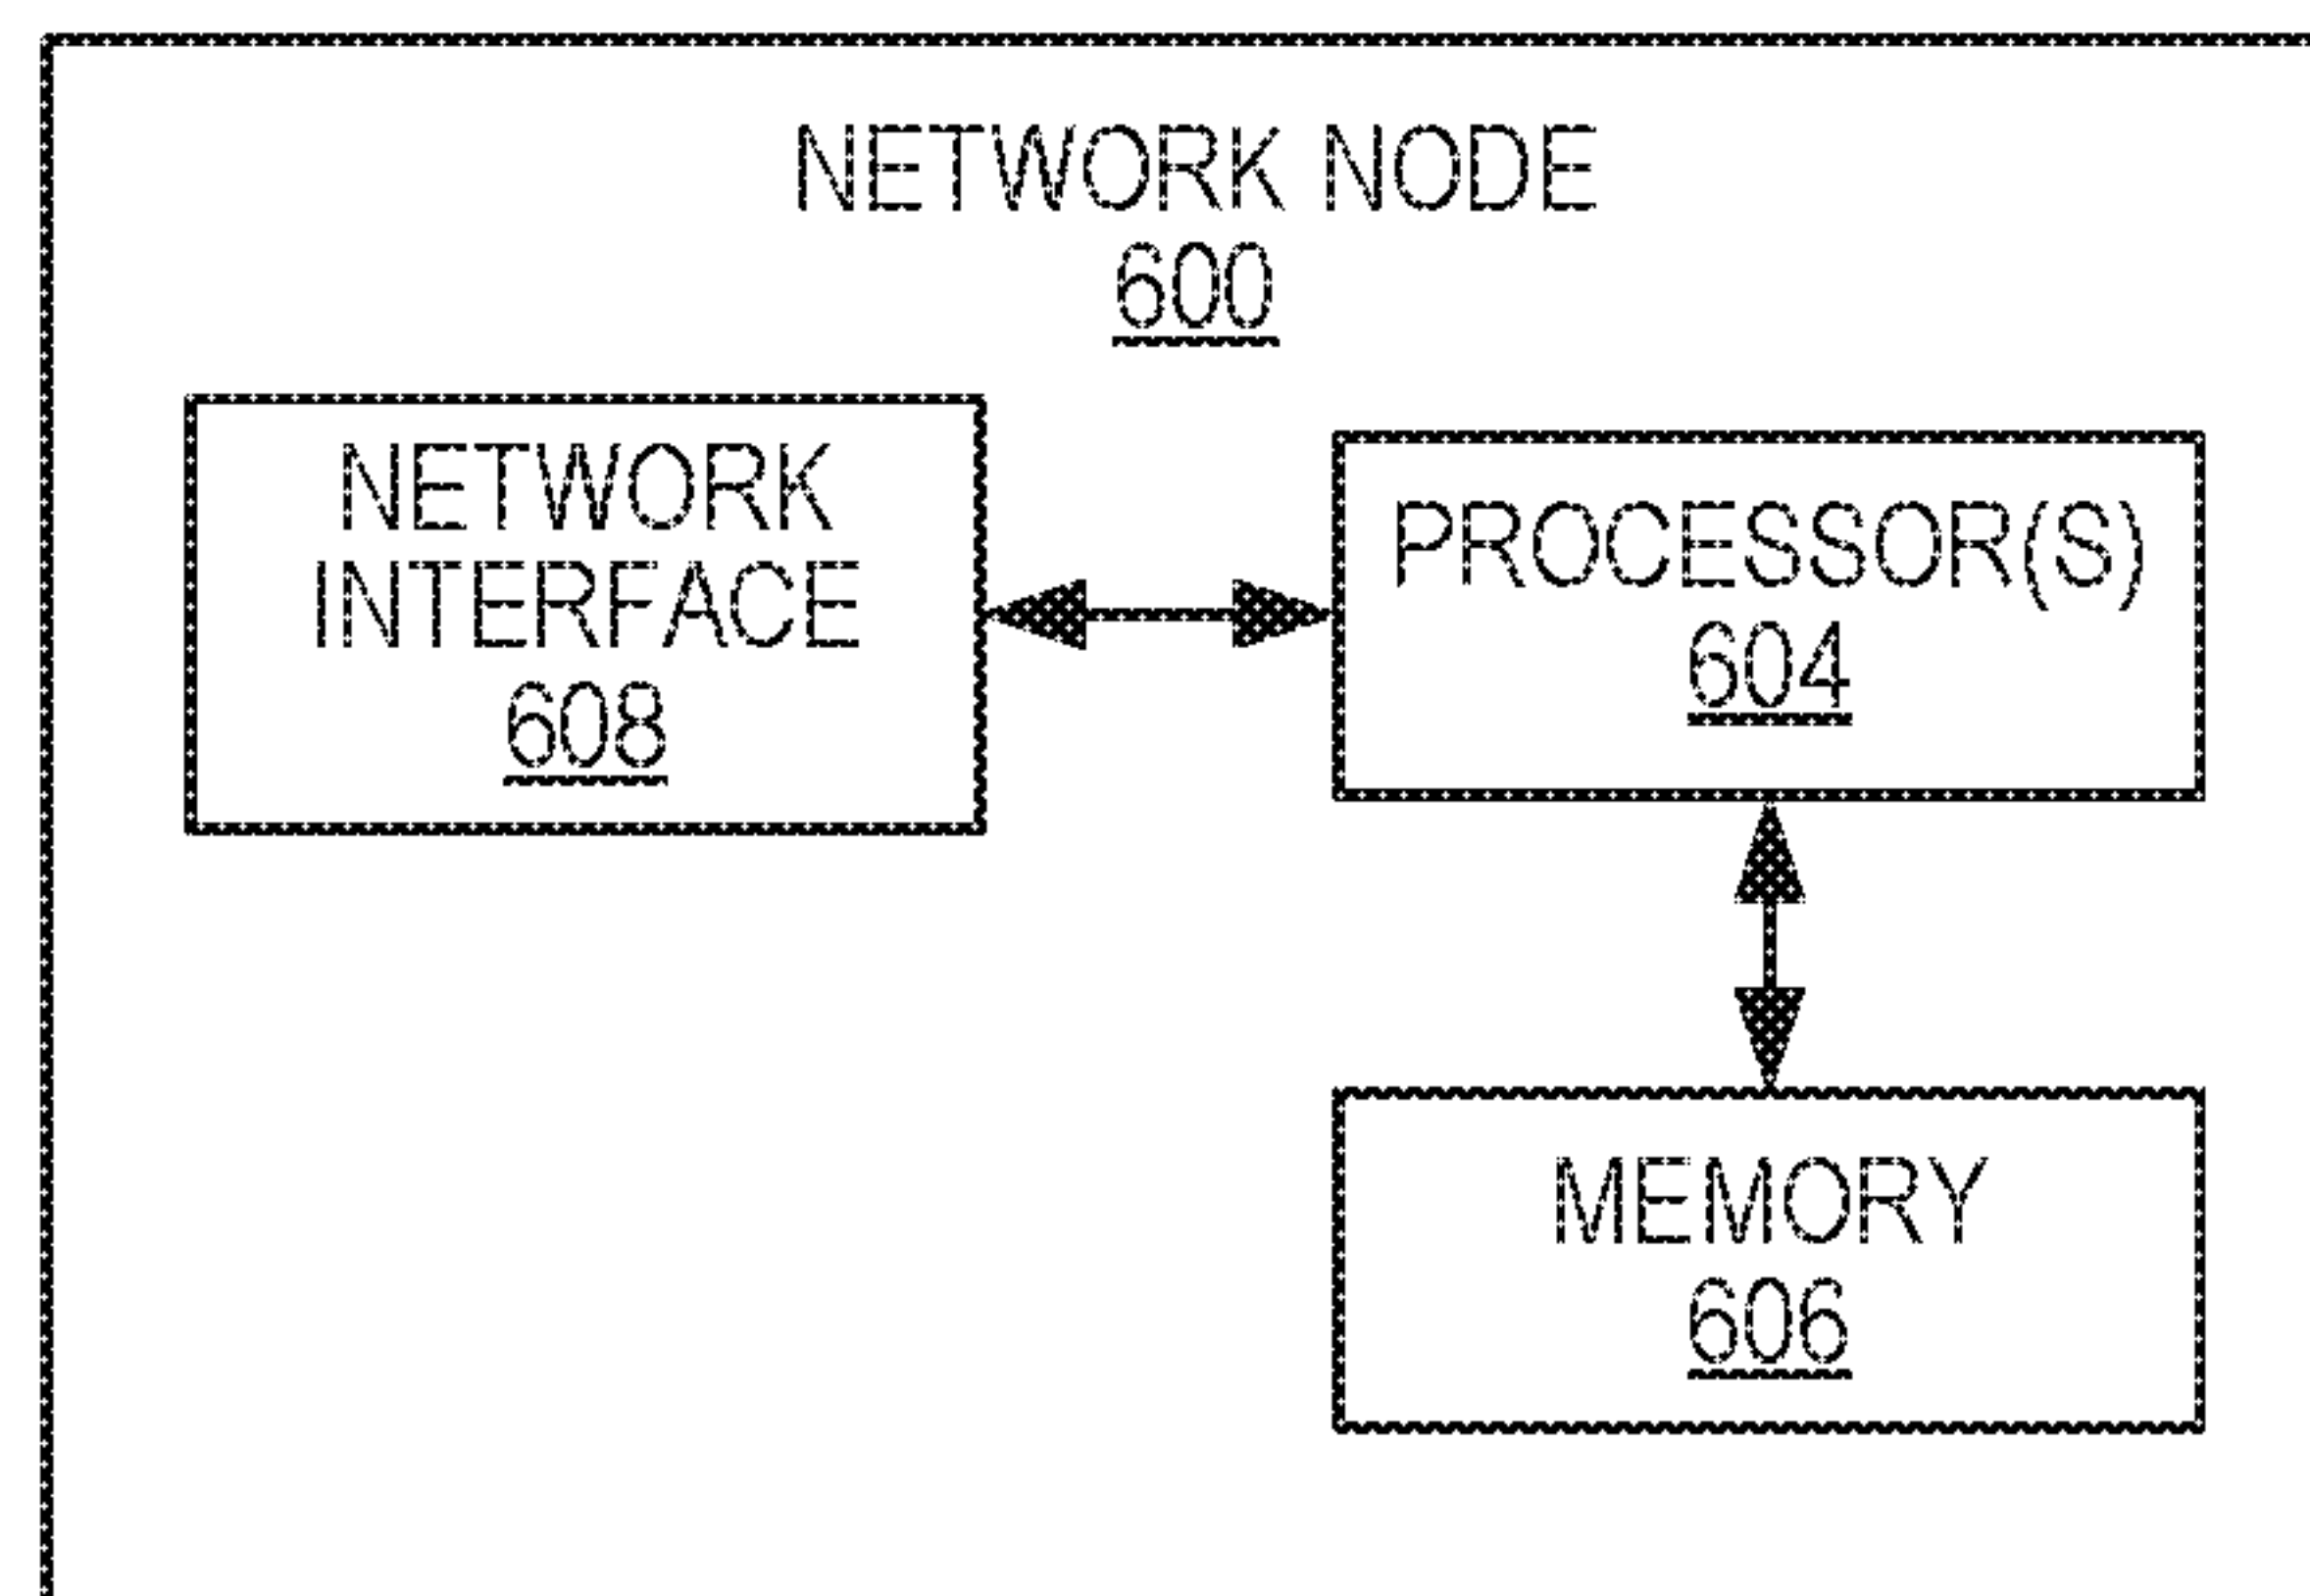 NETWORK NODE
600
NETWORK
INTERFACE
608
PROCESSOR(S)
604
MEMORY
606